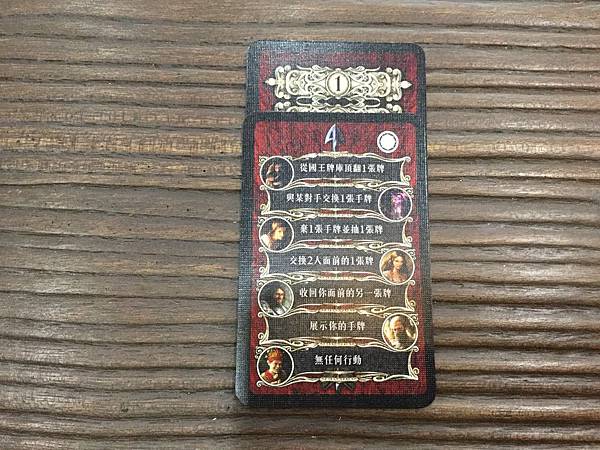 1
4
從國王牌庫頂翻1張牌
與某對手交換1張手牌
棄1張手牌並抽1張牌
交換2人面前的1張牌
收回你面前的另一張牌
展示你的手牌
無任何行動